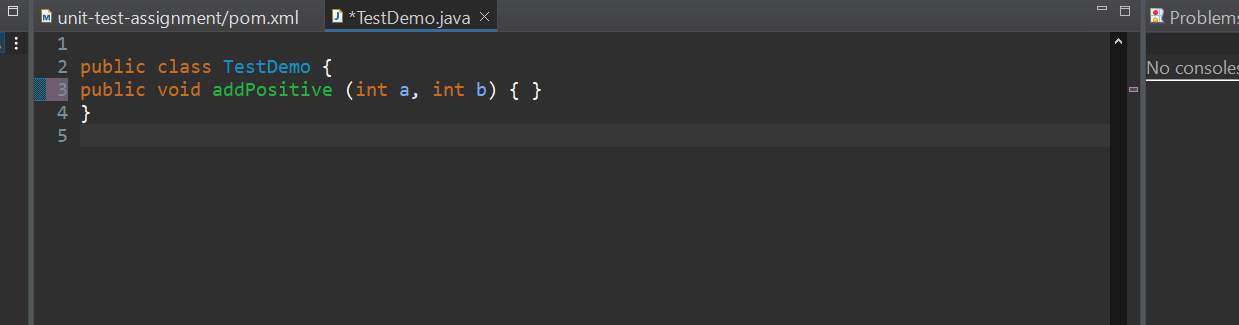 unit-test-assignment/pom.xml
*TestDemo.java
Problems
1
2 public class TestDemo {
3 public void addPositive (int a, int b) { }
4 }
5
No consoles